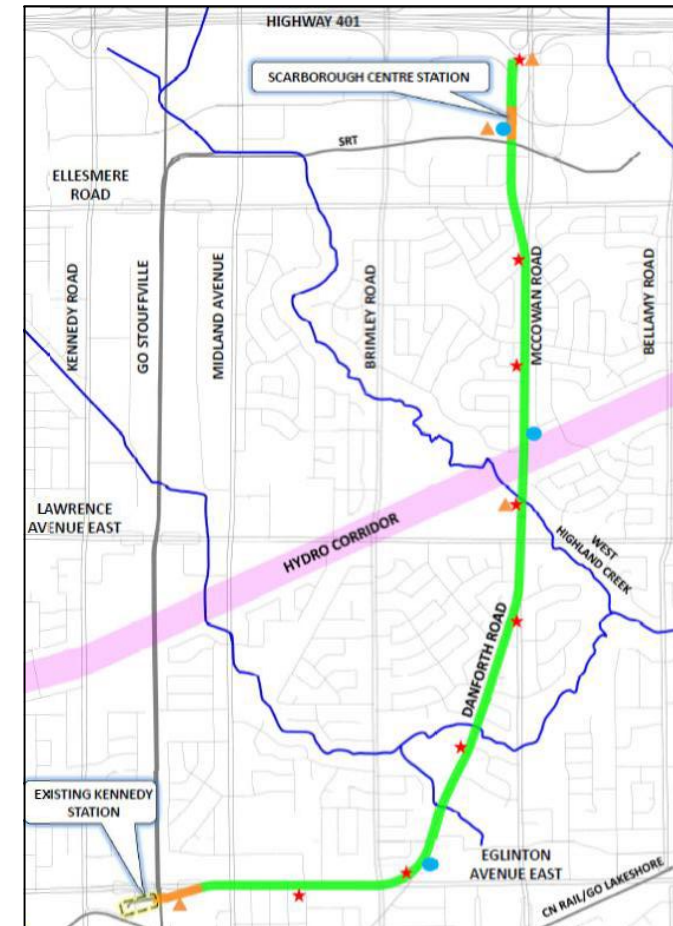 HIGHWAY 401
SCARBOROUGH CENTRE STATION
SRT
ELLESMERE
ROAD
KENNEDY ROAD
GO STOUFFVILLE
MIDLAND AVENUE
BRIMLEY ROAD
MCCOWAN ROAD
BELLAMY ROAD
LAWRENCE
AVENUE EAST
HYDRO CORRIDOR
WEST
HIGHLAND CREEK
DANFORTH ROAD
EXISTING KENNEDY
STATION
EGLINTON
AVENUE EAST
CN RAIL/GO LAKESHORE